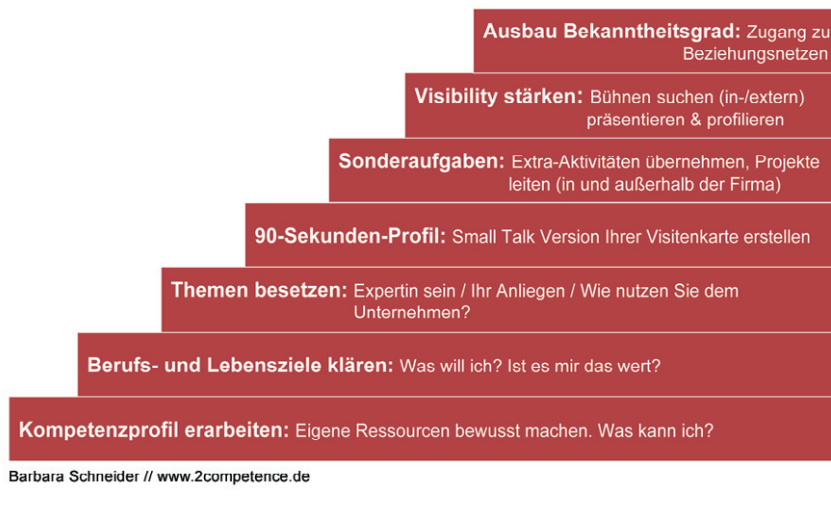 Ausbau Bekanntheitsgrad: Zugang zu
Beziehungsnetzen
Visibility stärken: Bühnen suchen (in-/extern)
präsentieren & profilieren
Sonderaufgaben: Extra-Aktivitäten übernehmen, Projekte
leiten (in und außerhalb der Firma)
90-Sekunden-Profil: Small Talk Version Ihrer Visitenkarte erstellen
Themen besetzen: Expertin sein / Ihr Anliegen / Wie nutzen Sie dem
Unternehmen?
Berufs- und Lebensziele klären: Was will ich? Ist es mir das wert?
Kompetenzprofil erarbeiten: Eigene Ressourcen bewusst machen. Was kann ich?
Barbara Schneider // www.2competence.de